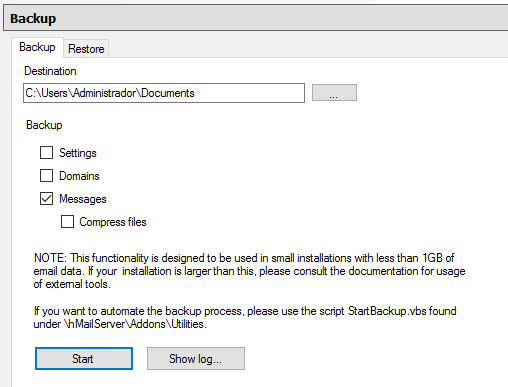 Backup
Backup Restore
Destination
C:\Users\Administrador\Documents ...
Backup
Settings
Domains
Messages
Compress files
NOTE: This functionality is designed to be used in small installations with less than 1GB of
email data. If your installation is larger than this, please consult the documentation for usage
of external tools.
If you want to automate the backup process, please use the script StartBackup.vbs found
under \hMailServer\Addons\Utilities.
Start Show log...